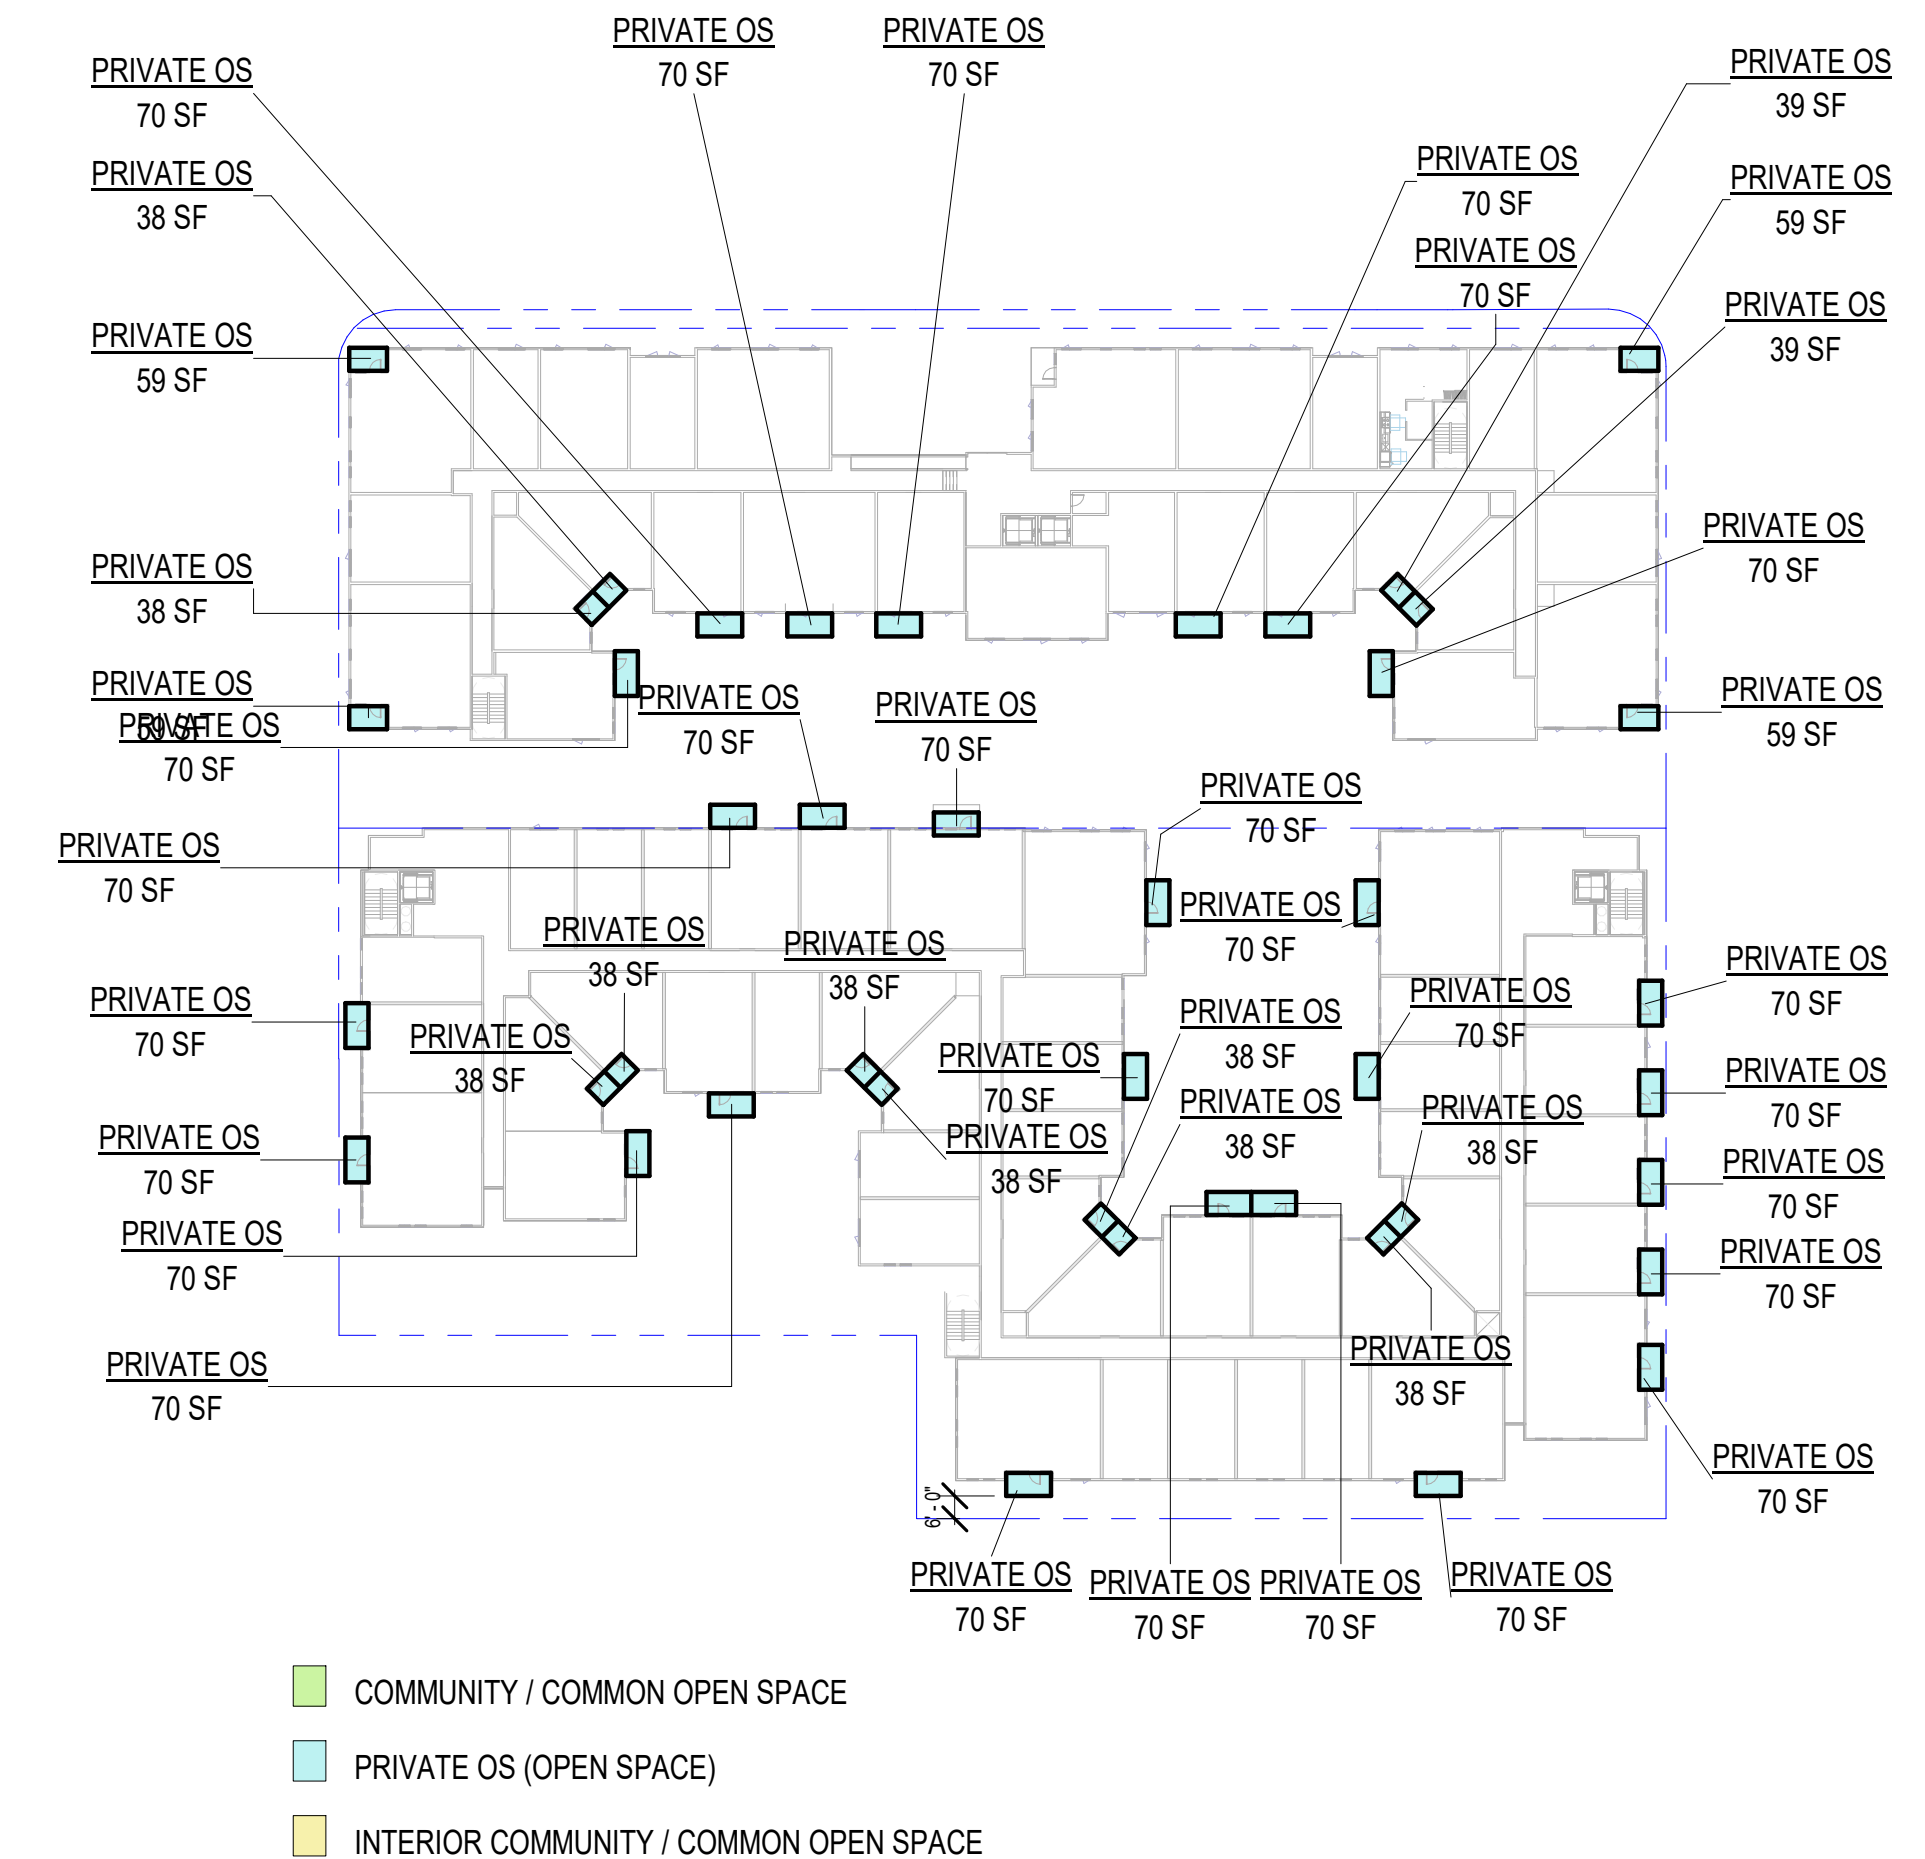 PRIVATE OS
70 SF
PRIVATE OS
70 SF
PRIVATE OS
70 SF
PRIVATE OS
39 SF
PRIVATE OS
38 SF
PRIVATE OS
70 SF
PRIVATE OS
59 SF
PRIVATE OS
70 SF
PRIVATE OS
39 SF
PRIVATE OS
59 SF
PRIVATE OS
70 SF
PRIVATE OS
38 SF
PRIVATE OS
59 SF
PRIVATE OS
70 SF
PRIVATE OS
70 SF
PRIVATE OS
70 SF
PRIVATE OS
59 SF
PRIVATE OS
70 SF
PRIVATE OS
70 SF
PRIVATE OS
70 SF
PRIVATE OS
38 SF
PRIVATE OS
38 SF
PRIVATE OS
70 SF
PRIVATE OS
70 SF
PRIVATE OS
38 SF
PRIVATE OS
70 SF
PRIVATE OS
38 SF
PRIVATE OS
70 SF
PRIVATE OS
70 SF
PRIVATE OS
70 SF
PRIVATE OS
38 SF
PRIVATE OS
38 SF
PRIVATE OS
38 SF
PRIVATE OS
70 SF
PRIVATE OS
70 SF
PRIVATE OS
70 SF
PRIVATE OS
70 SF
PRIVATE OS
38 SF
PRIVATE OS
70 SF
PRIVATE OS
70 SF
6' - 0"
PRIVATE OS
70 SF
PRIVATE OS
70 SF
PRIVATE OS
70 SF
PRIVATE OS
70 SF
COMMUNITY / COMMON OPEN SPACE
PRIVATE OS (OPEN SPACE)
INTERIOR COMMUNITY / COMMON OPEN SPACE